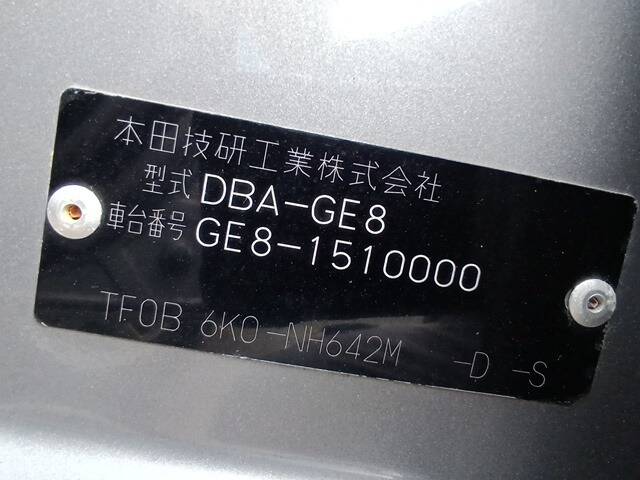 本田技研工業株式会社
型式 DBA-GE8
車台番号 GE8-1510000
TF0B 6K0-NH642M -D -S